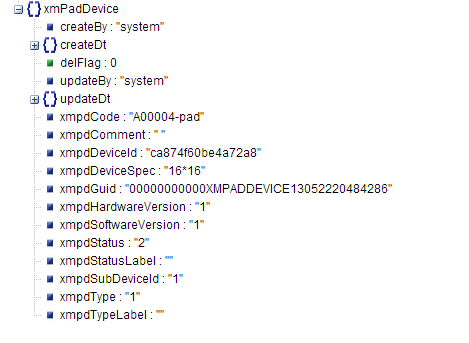 {} xmPadDevice
createBy : "system"
{} createDt
delFlag : 0
updateBy : "system"
{} updateDt
xmpdCode : "A00004-pad"
xmpdComment : " "
xmpdDeviceId : "ca874f60be4a72a8"
xmpdDeviceSpec : "16*16"
xmpdGuid : "00000000000XMPADDEVICE13052220484286"
xmpdHardwareVersion : "1"
xmpdSoftwareVersion : "1"
xmpdStatus : "2"
xmpdStatusLabel : ""
xmpdSubDeviceId : "1"
xmpdType : "1"
xmpdTypeLabel : ""